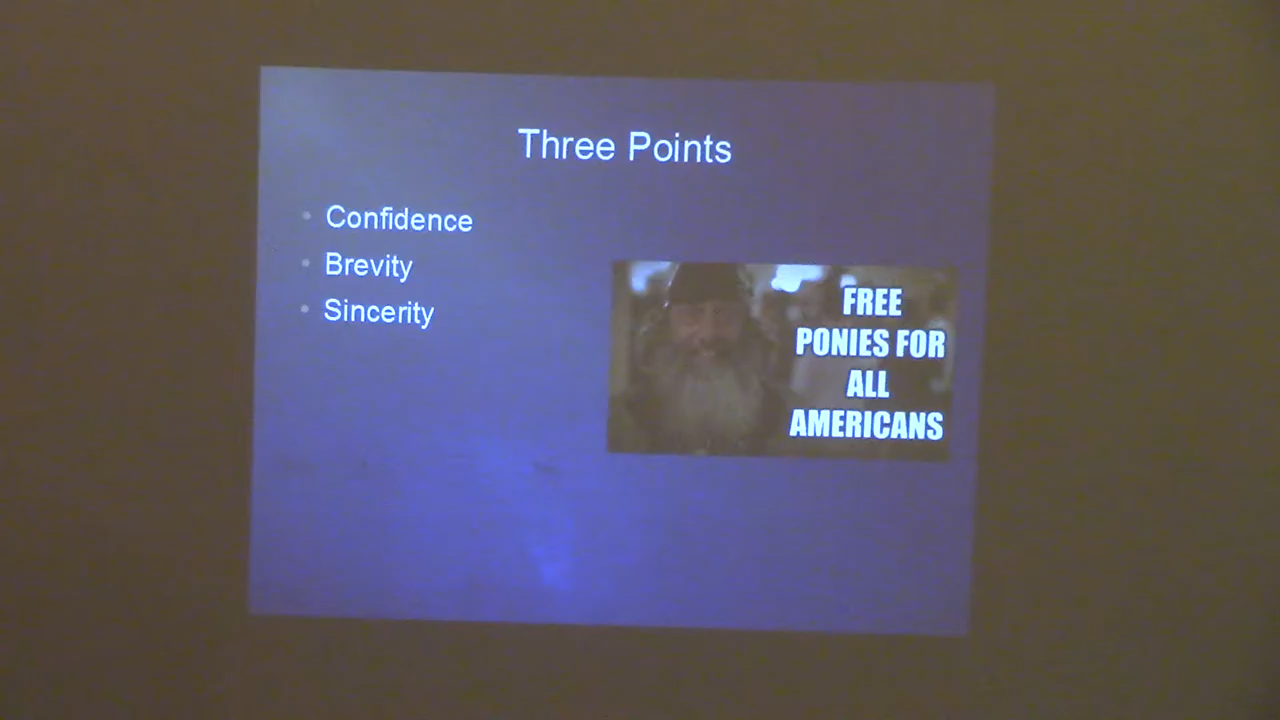 Three Points
Confidence
Brevity
Sincerity
FREE
PONIES FOR
ALL
AMERICANS